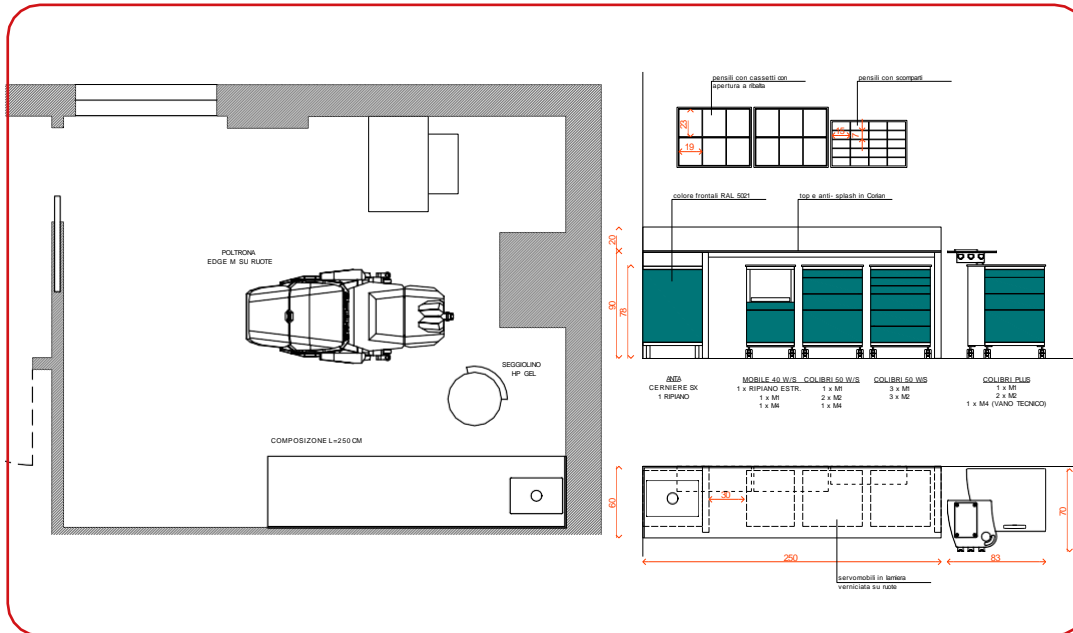 pensili con cassetti con
apertura a ribalta
pensili con scomparti
23
19
15
7
colore frontali RAL 5021
top e anti- splash in Corian
20
90
78
POLTRONA
EDGE M SU RUOTE
SEGGIOLINO
HP GEL
COMPOSIZONE L=250 CM
ANTA
CERNIERE SX
1 RIPIANO
MOBILE 40 W/S
1 x RIPIANO ESTR.
1 x M1
1 x M4
COLIBRI 50 W/S
1 x M1
2 x M2
1 x M4
COLIBRI 50 W/S
3 x M1
3 x M2
COLIBRI PLUS
1 x M1
2 x M2
1 x M4 (VANO TECNICO)
60
30
70
250
83
servomobili in lamiera
verniciata su ruote